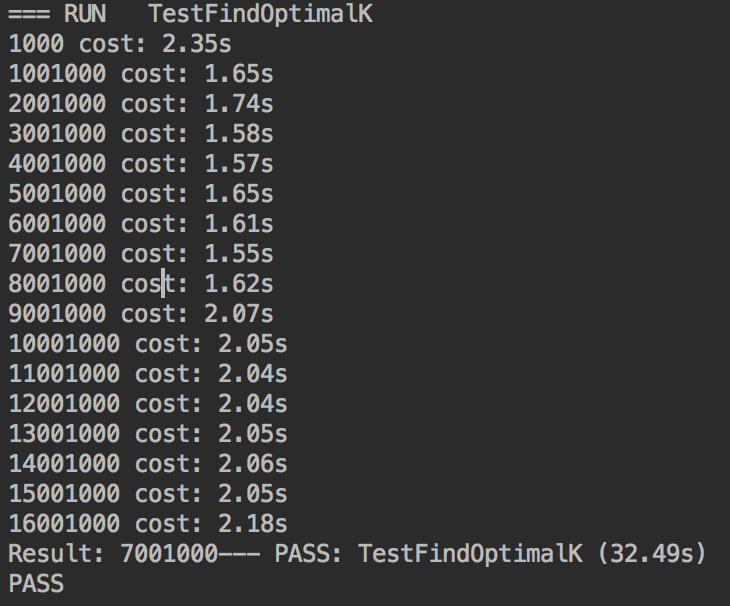 === RUN   TestFindOptimalK
1000 cost: 2.35s
1001000 cost: 1.65s
2001000 cost: 1.74s
3001000 cost: 1.58s
4001000 cost: 1.57s
5001000 cost: 1.65s
6001000 cost: 1.61s
7001000 cost: 1.55s
8001000 cost: 1.62s
9001000 cost: 2.07s
10001000 cost: 2.05s
11001000 cost: 2.04s
12001000 cost: 2.04s
13001000 cost: 2.05s
14001000 cost: 2.06s
15001000 cost: 2.05s
16001000 cost: 2.18s
Result: 7001000--- PASS: TestFindOptimalK (32.49s)
PASS